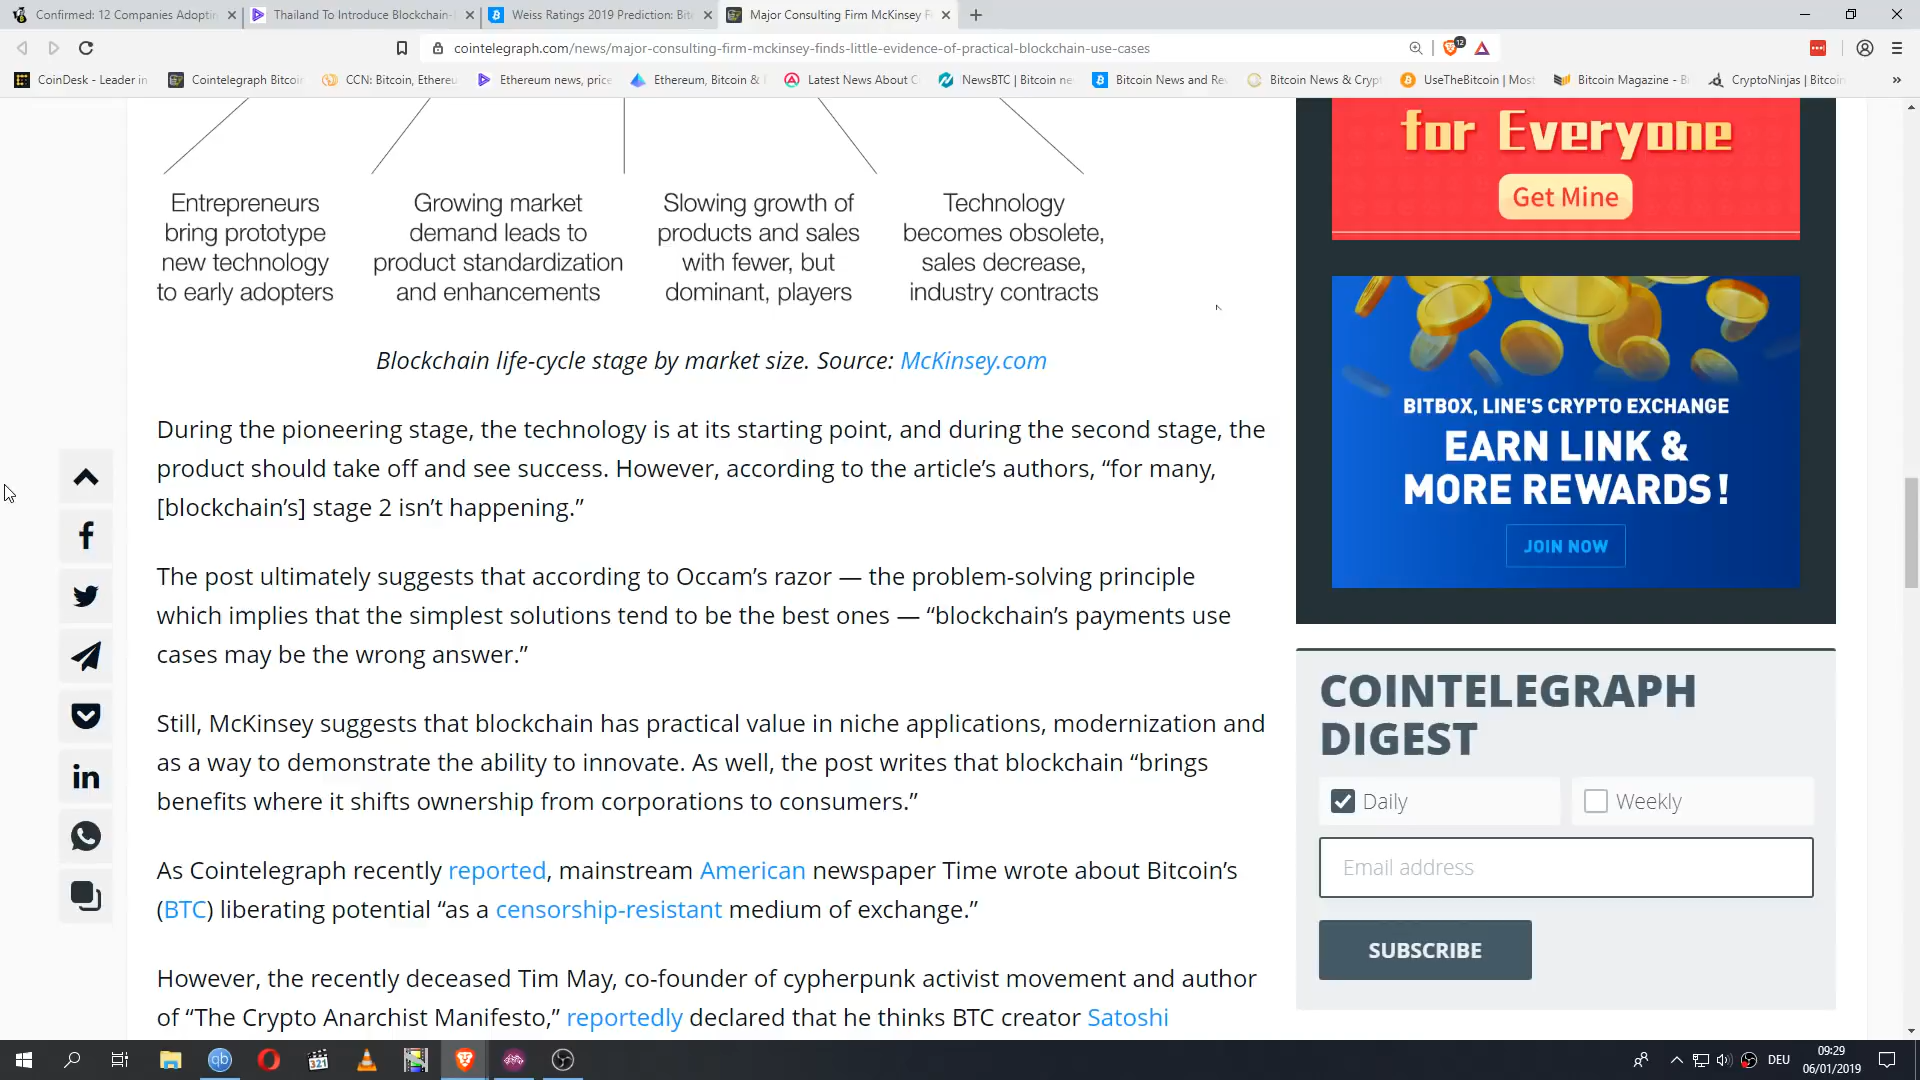 Confirmed: 12 Companies Adoptin
Thailand To Introduce Blockchain-
Weiss Ratings 2019 Prediction: Bit
Major Consulting Firm McKinsey F
cointelegraph.com/news/major-consulting-firm-mckinsey-finds-little-evidence-of-practical-blockchain-use-cases
12
CoinDesk - Leader in
Cointelegraph Bitcoin
CCN: Bitcoin, Ethereu
Ethereum news, price
Ethereum, Bitcoin &
Latest News About C
NewsBTC | Bitcoin ne
Bitcoin News and Re
Bitcoin News & Crypt
UseTheBitcoin | Most
Bitcoin Magazine - B
CryptoNinjas | Bitcoin
Entrepreneurs
bring prototype
new technology
to early adopters
Growing market
demand leads to
product standardization
and enhancements
Slowing growth of
products and sales
with fewer, but
dominant, players
Technology
becomes obsolete,
sales decrease,
industry contracts
Blockchain life-cycle stage by market size. Source: McKinsey.com
During the pioneering stage, the technology is at its starting point, and during the second stage, the
product should take off and see success. However, according to the article’s authors, “for many,
[blockchain’s] stage 2 isn’t happening.”
The post ultimately suggests that according to Occam’s razor — the problem-solving principle
which implies that the simplest solutions tend to be the best ones — “blockchain’s payments use
cases may be the wrong answer.”
Still, McKinsey suggests that blockchain has practical value in niche applications, modernization and
as a way to demonstrate the ability to innovate. As well, the post writes that blockchain “brings
benefits where it shifts ownership from corporations to consumers.”
As Cointelegraph recently reported, mainstream American newspaper Time wrote about Bitcoin’s
(BTC) liberating potential “as a censorship-resistant medium of exchange.”
However, the recently deceased Tim May, co-founder of cypherpunk activist movement and author
of “The Crypto Anarchist Manifesto,” reportedly declared that he thinks BTC creator Satoshi
for Everyone
Get Mine
BITBOX, LINE'S CRYPTO EXCHANGE
EARN LINK &
MORE REWARDS!
JOIN NOW
COINTELEGRAPH
DIGEST
Daily
Weekly
Email address
SUBSCRIBE
321
qb
DEU
09:29
06/01/2019